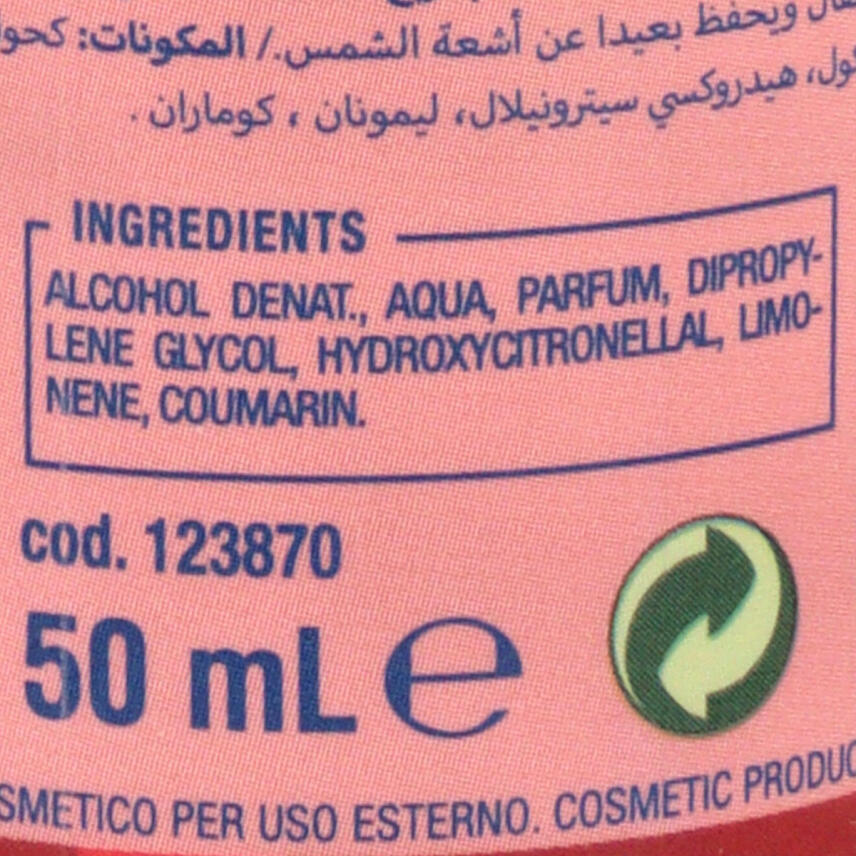 ويحفظ بعيدا عن أشعة الشمس./ المكونات:
هيدروكسي سيترونيلال، ليمونان ، كوماران .
INGREDIENTS
ALCOHOL DENAT., AQUA, PARFUM, DIPROPY-
LENE GLYCOL, HYDROXYCITRONELLAL, LIMO-
NENE, COUMARIN.
cod. 123870
50 mL ℮
SMETICO PER USO ESTERNO. COSMETIC PRODUC